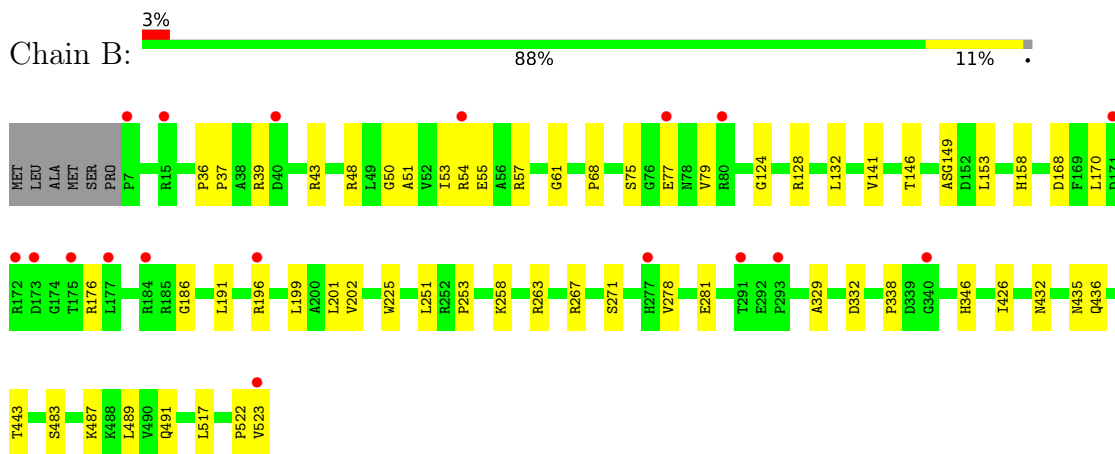 3%
Chain B:
88% 11% •
MET LEU ALA MET SER PRO P7 R15 P36 P37 A38 R39 D40 R43 R48 L49 G50 A51 V52 I53 R54 E55 A56 R57 G61 P68 S75 G76 E77 N78 V79 R80 G124 R128 L132 V141 T146 ASG149 D152 L153 H158 D168 F169 L170 D171
R172 D173 G174 T175 R176 L177 R184 R185 G186 L191 R196 L199 A200 L201 V202 W225 L251 R252 P253 K258 R263 R267 S271 H277 V278 E281 T291 E292 P293 A329 D332 P338 D339 G340 H346 I426 N432 N435 Q436
T443 S483 K487 K488 L489 V490 Q491 L517 P522 V523